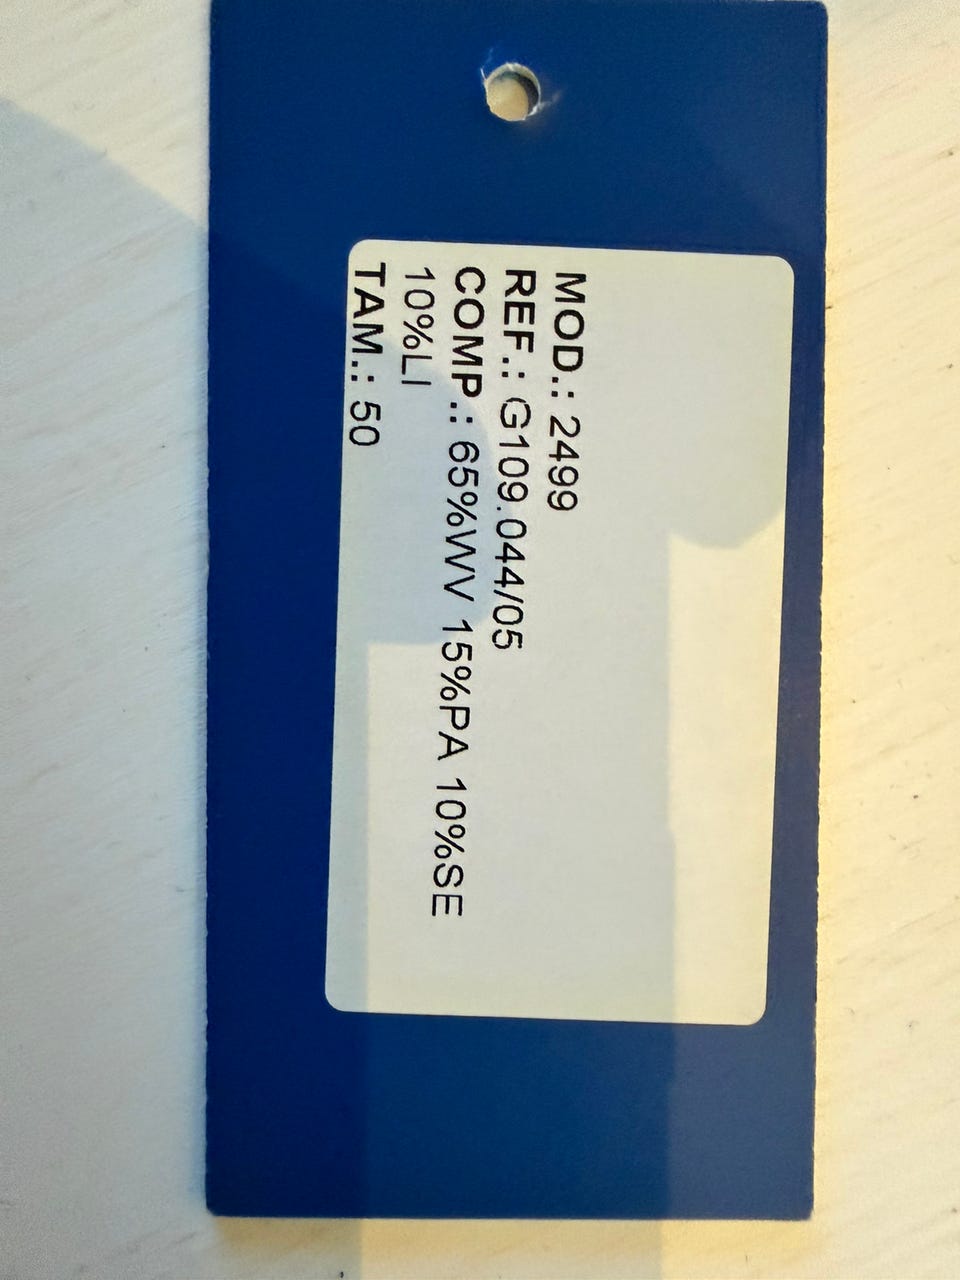 MOD.: 2499
REF.: G109.044/05
COMP.: 65%WV 15%PA 10%SE
10%LI
TAM.: 50